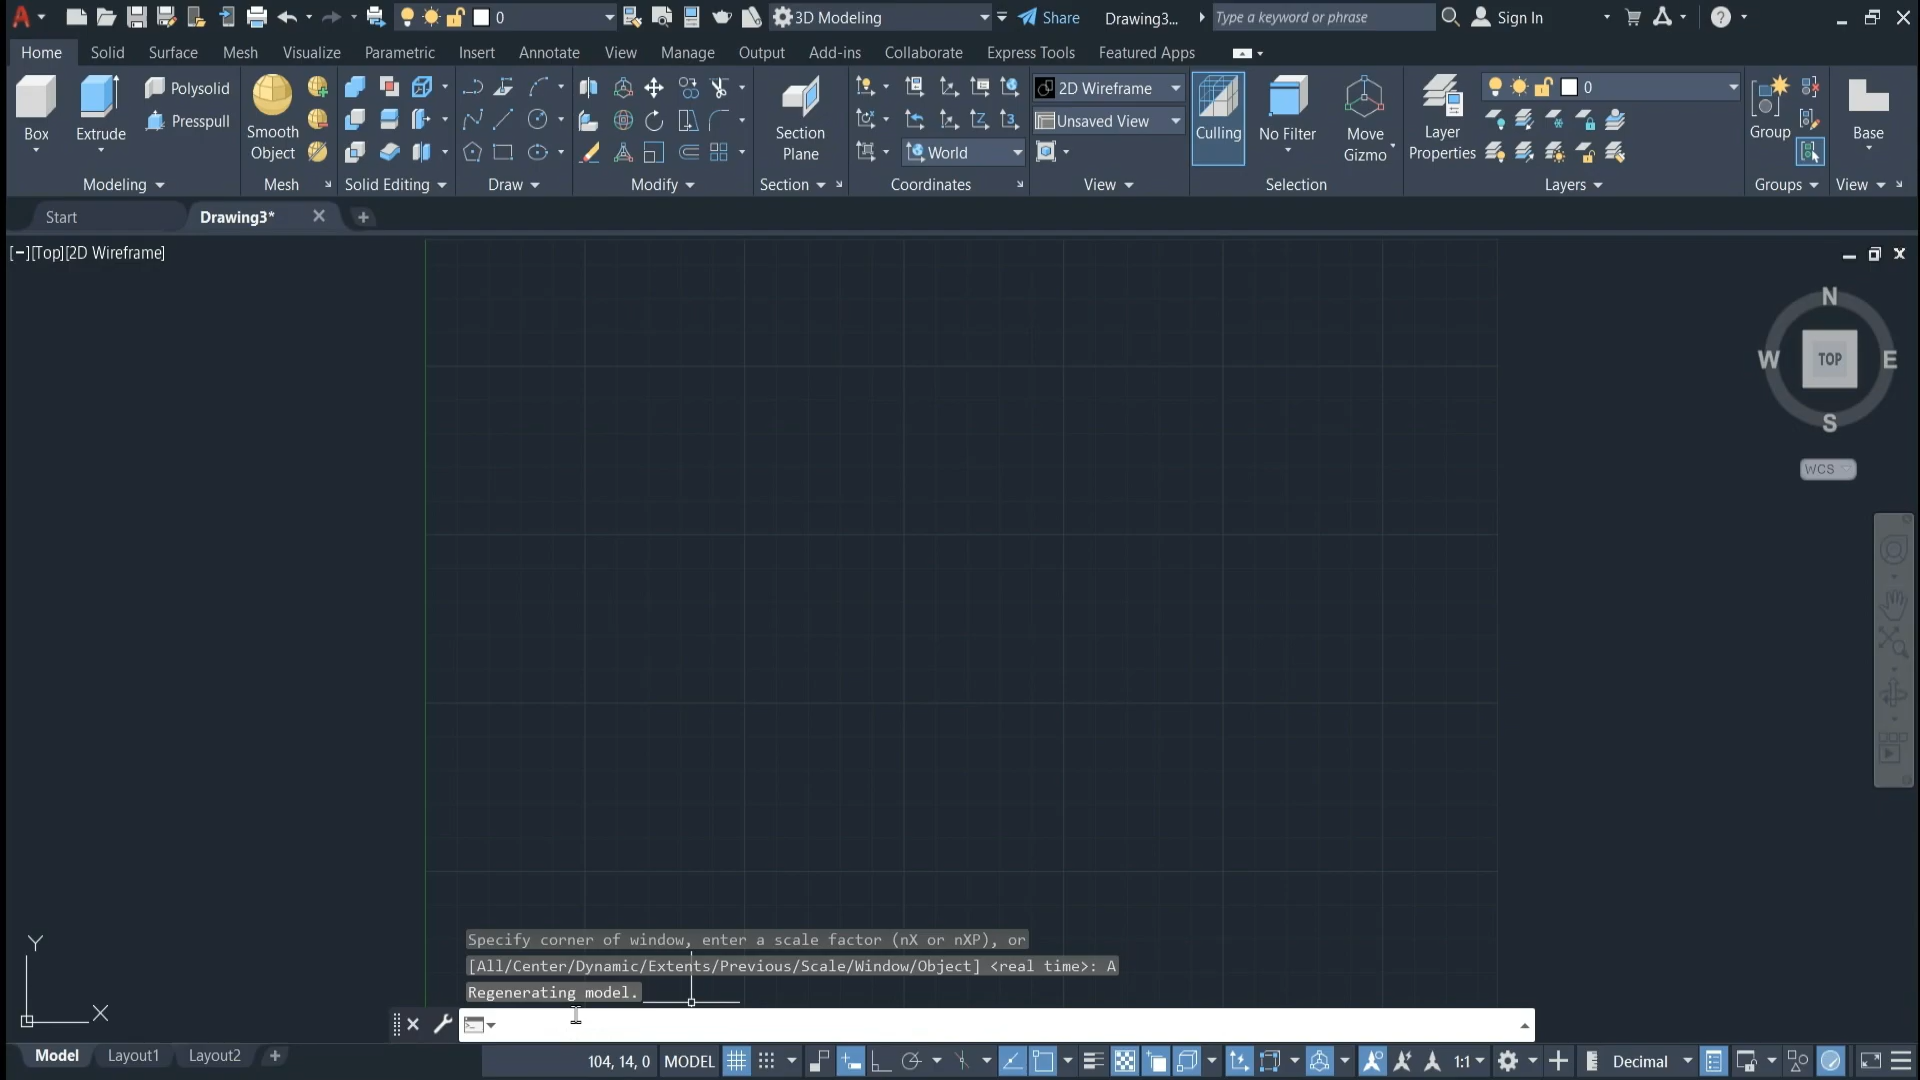 0 3D Modeling Share Drawing3... Type a keyword or phrase Sign In
Home Solid Surface Mesh Visualize Parametric Insert Annotate View Manage Output Add-ins Collaborate Express Tools Featured Apps
Box
Extrude
Polysolid
Presspull
Modeling
Smooth
Object
Mesh
Solid Editing
Draw
Modify
Section
Plane
Section
World
Coordinates
2D Wireframe
Unsaved View
View
Culling
No Filter
Move
Gizmo
Selection
Layer
Properties
0
Layers
Group
Groups
Base
View
Start Drawing3*
[−][Top][2D Wireframe]
N
W TOP E
S
WCS
Y
X
Specify corner of window, enter a scale factor (nX or nXP), or
[All/Center/Dynamic/Extents/Previous/Scale/Window/Object] <real time>: A
Regenerating model.
Model Layout1 Layout2 104, 14, 0 MODEL 1:1 Decimal